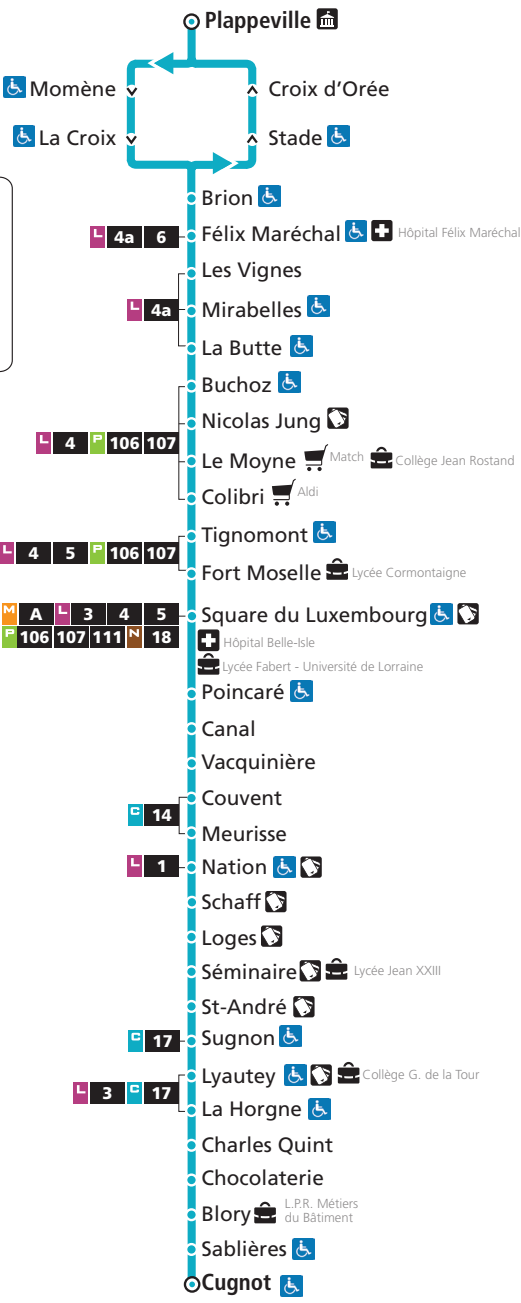 Plappeville
Momène Croix d'Orée
La Croix Stade
Brion
L 4a 6 Félix Maréchal Hôpital Félix Maréchal
Les Vignes
L 4a Mirabelles
La Butte
Buchoz
Nicolas Jung
L 4 P 106 107 Le Moyne Match Collège Jean Rostand
Colibri Aldi
Tignomont
L 4 5 P 106 107
Fort Moselle Lycée Cormontaigne
M A L 3 4 5 Square du Luxembourg
P 106 107 111 N 18 Hôpital Belle-Isle
Lycée Fabert - Université de Lorraine
Poincaré
Canal
Vacquinière
Couvent
C 14
Meurisse
L 1 Nation
Schaff
Loges
Séminaire Lycée Jean XXIII
St-André
C 17 Sugnon
Lyautey Collège G. de la Tour
L 3 C 17
La Horgne
Charles Quint
Chocolaterie
Blory L.P.R. Métiers
du Bâtiment
Sablières
Cugnot